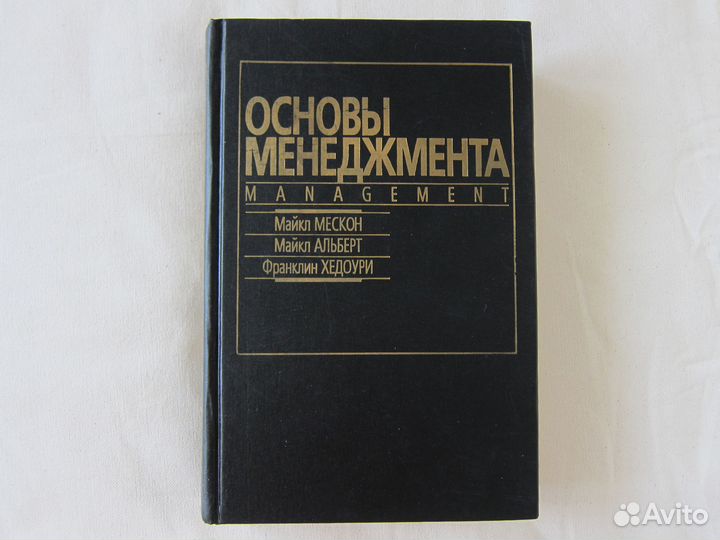 ОСНОВЫ
МЕНЕДЖМЕНТА
MANAGEMENT
Майкл МЕСКОН
Майкл АЛЬБЕРТ
Франклин ХЕДОУРИ
Avito